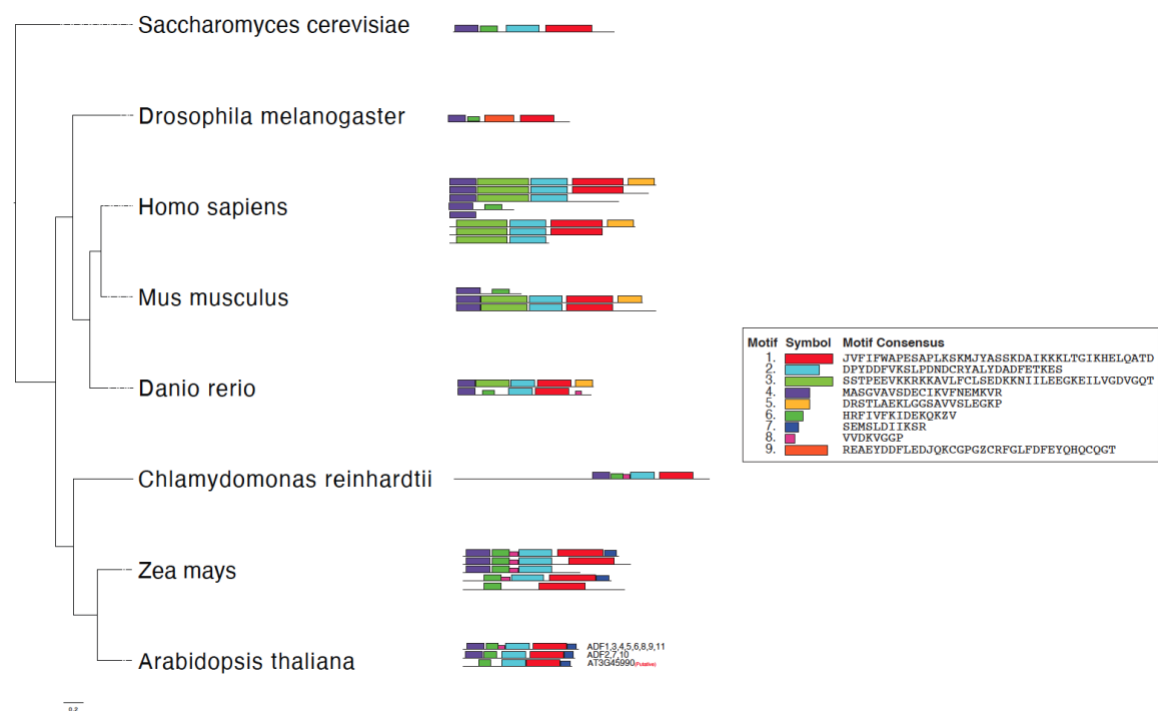 Saccharomyces cerevisiae
Drosophila melanogaster
Homo sapiens
Mus musculus
Danio rerio
Chlamydomonas reinhardtii
Zea mays
Arabidopsis thaliana
ADF1,3,4,5,6,8,9,11
ADF2,7,10
AT3G45990(Putative)
Motif Symbol Motif Consensus
1. JVFIFWAPESAPLKSKMJYASSKDAIKKKLTGIKHELQATD
2. DPYDDFVKSLPDNDCRYALYDADFETKES
3. SSTPEEVKKRKKAVLFCLSEDKKNIILEEGKEILVGDVGQT
4. MASGVAVSDECIKVFNEMKVR
5. DRSTLAEKLGGSAVVSLEGKP
6. HRFIVFKIDEKQKZV
7. SEMSLDIIKSR
8. VVDKVGGP
9. REAEYDDFLEDJQKCGPGZCRFGLFDFEYQHQCQGT
0.2